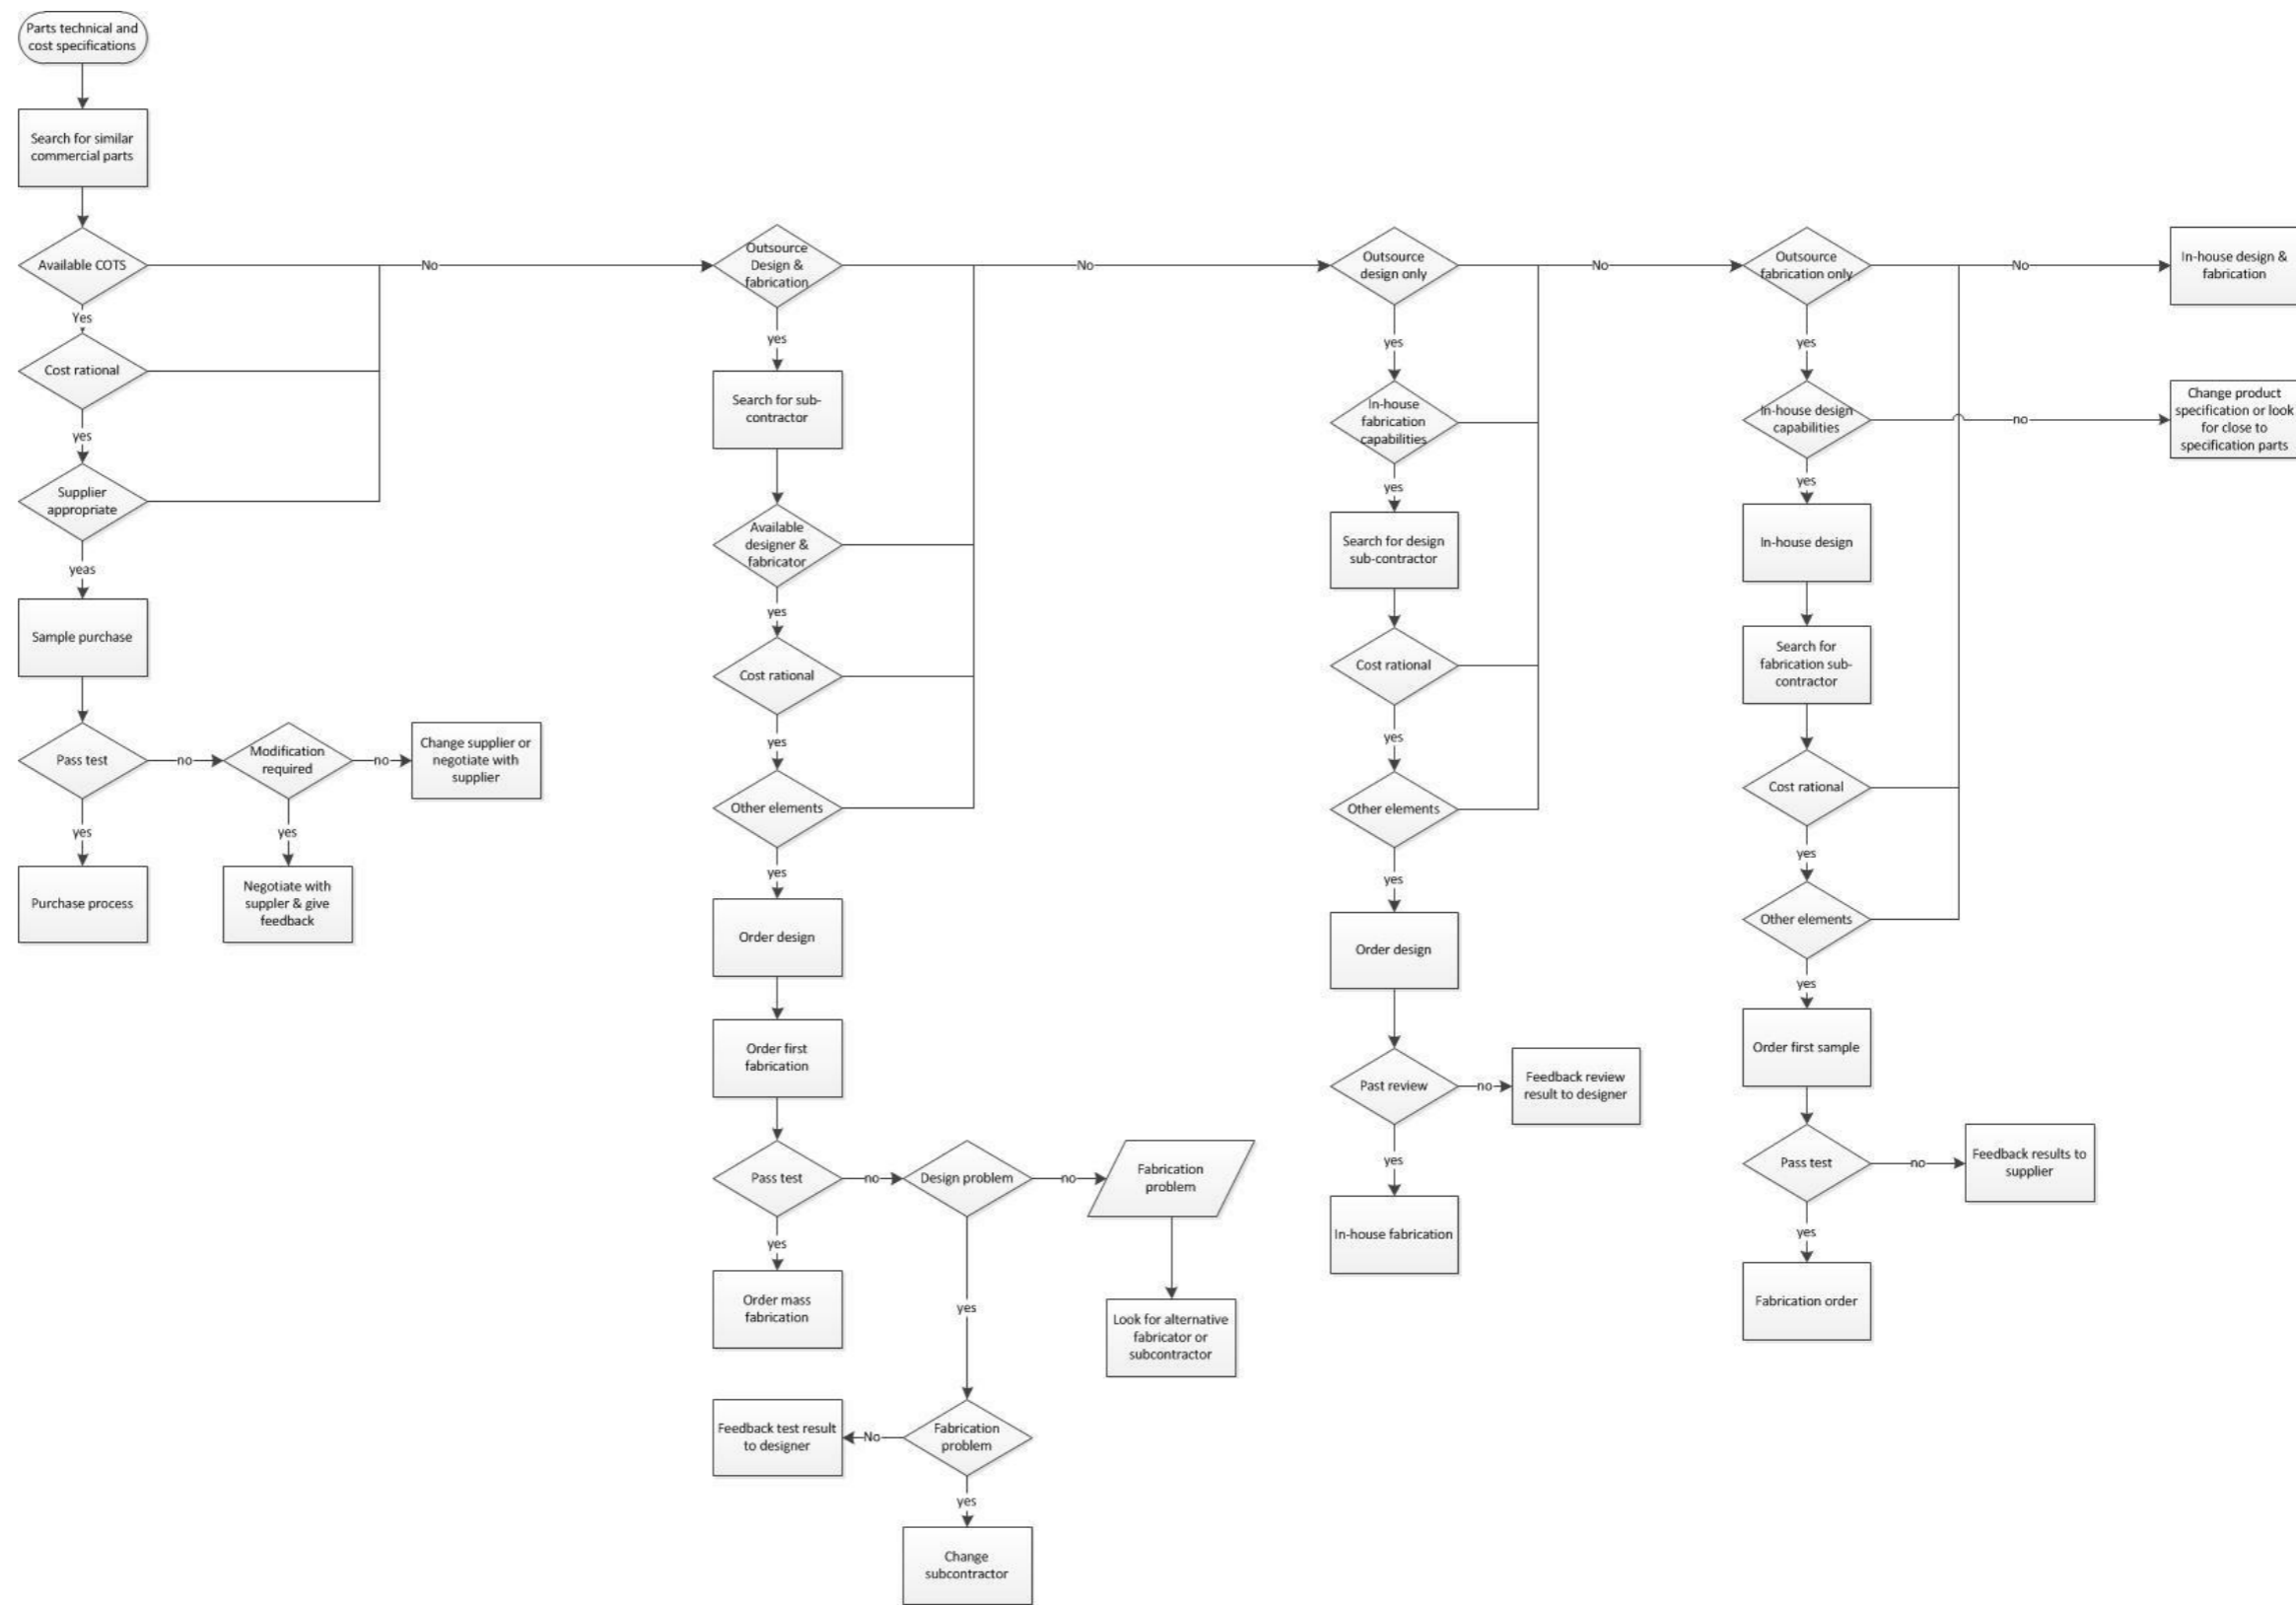 Parts technical and
cost specifications
Search for similar
commercial parts
Available COTS
No
Yes
Cost rational
yes
Supplier
appropriate
yeas
Sample purchase
Pass test
no
Modification
required
no
Change supplier or
negotiate with
supplier
yes
yes
Purchase process
Negotiate with
suppler & give
feedback
Outsource
Design &
fabrication
No
yes
Search for sub-
contractor
Available
designer &
fabricator
yes
Cost rational
yes
Other elements
yes
Order design
Order first
fabrication
Pass test
no
Design problem
no
Fabrication
problem
yes
Order mass
fabrication
yes
Look for alternative
fabricator or
subcontractor
Feedback test result
to designer
No
Fabrication
problem
yes
Change
subcontractor
Outsource
design only
No
yes
In-house
fabrication
capabilities
yes
Search for design
sub-contractor
Cost rational
yes
Other elements
yes
Order design
Past review
no
Feedback review
result to designer
yes
In-house fabrication
Outsource
fabrication only
No
In-house design &
fabrication
yes
In-house design
capabilities
no
Change product
specification or look
for close to
specification parts
yes
In-house design
Search for
fabrication sub-
contractor
Cost rational
yes
Other elements
yes
Order first sample
Pass test
no
Feedback results to
supplier
yes
Fabrication order